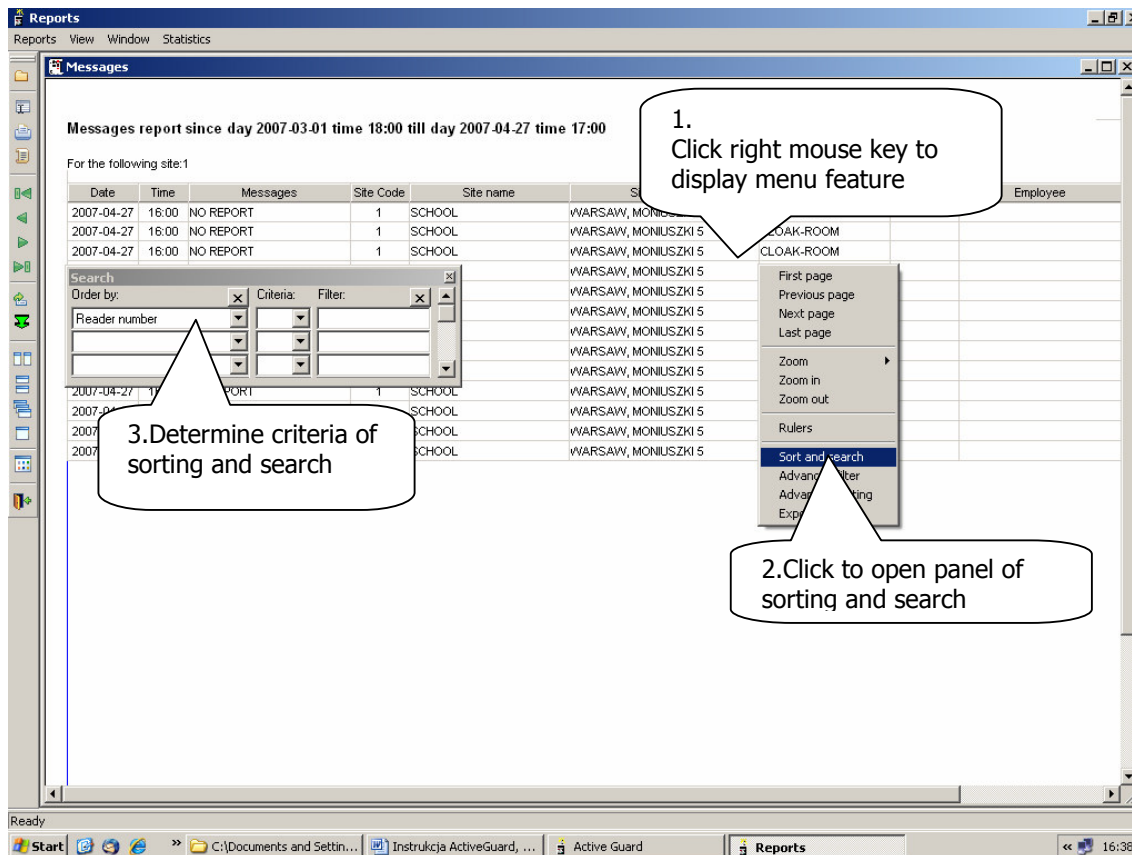 Reports
Reports View Window Statistics
Messages
Messages report since day 2007-03-01 time 18:00 till day 2007-04-27 time 17:00
For the following site:1
1.
Click right mouse key to
display menu feature
Date Time Messages Site Code Site name Employee
2007-04-27 16:00 NO REPORT 1 SCHOOL WARSAW, MONIUSZKI 5
2007-04-27 16:00 NO REPORT 1 SCHOOL WARSAW, MONIUSZKI 5 CLOAK-ROOM
2007-04-27 16:00 NO REPORT 1 SCHOOL WARSAW, MONIUSZKI 5 CLOAK-ROOM
WARSAW, MONIUSZKI 5
WARSAW, MONIUSZKI 5
WARSAW, MONIUSZKI 5
WARSAW, MONIUSZKI 5
WARSAW, MONIUSZKI 5
WARSAW, MONIUSZKI 5
2007-04-27 1 SCHOOL WARSAW, MONIUSZKI 5
SCHOOL WARSAW, MONIUSZKI 5
2007 SCHOOL WARSAW, MONIUSZKI 5
2007 SCHOOL WARSAW, MONIUSZKI 5
Search
Order by: Criteria: Filter:
Reader number
3.Determine criteria of
sorting and search
First page
Previous page
Next page
Last page
Zoom
Zoom in
Zoom out
Rulers
Sort and search
2.Click to open panel of
sorting and search
Ready
Start » C:\Documents and Settin... Instrukcja ActiveGuard, ... Active Guard Reports « 16:38